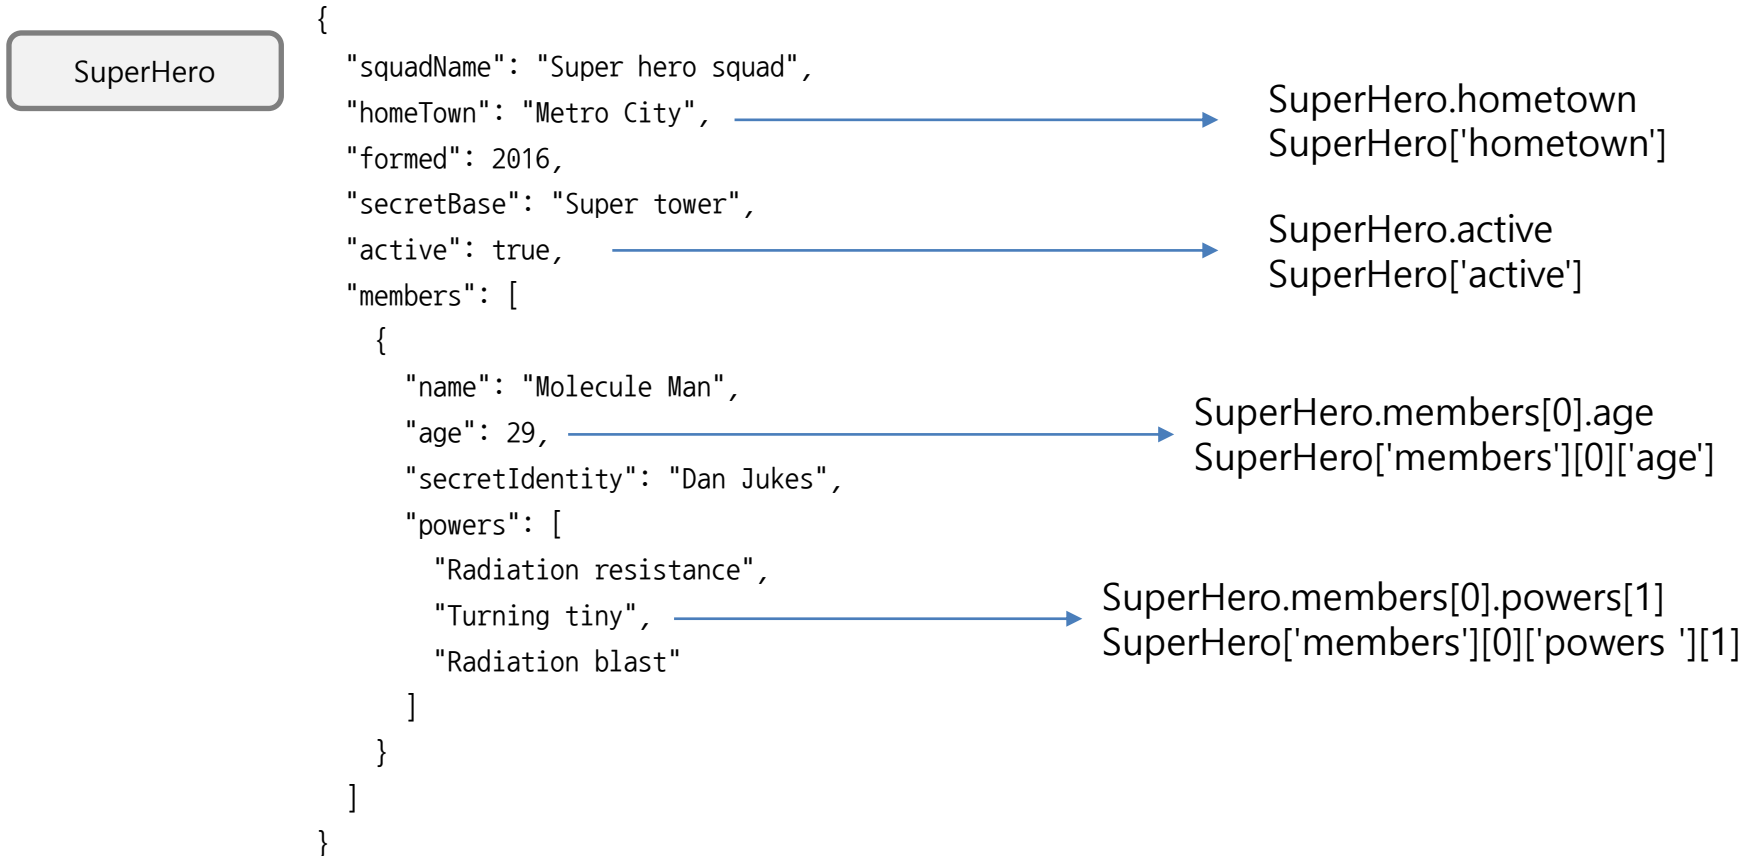 SuperHero
{
"squadName": "Super hero squad",
"homeTown": "Metro City",
"formed": 2016,
"secretBase": "Super tower",
"active": true,
"members": [
{
"name": "Molecule Man",
"age": 29,
"secretIdentity": "Dan Jukes",
"powers": [
"Radiation resistance",
"Turning tiny",
"Radiation blast"
]
}
]
}
SuperHero.hometown
SuperHero['hometown']
SuperHero.active
SuperHero['active']
SuperHero.members[0].age
SuperHero['members'][0]['age']
SuperHero.members[0].powers[1]
SuperHero['members'][0]['powers '][1]